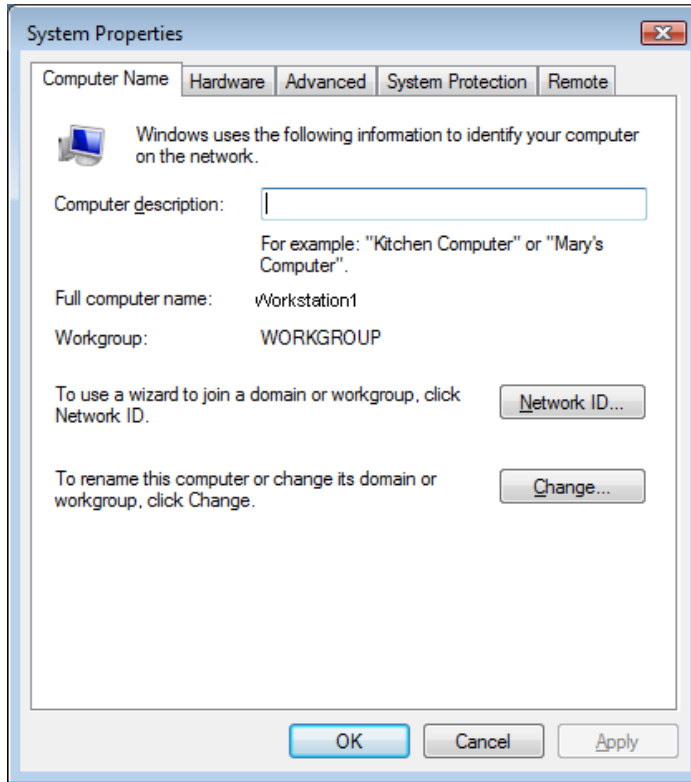 System Properties
Computer Name Hardware Advanced System Protection Remote
Windows uses the following information to identify your computer
on the network.
Computer description:
For example: "Kitchen Computer" or "Mary's
Computer".
Full computer name: Workstation1
Workgroup: WORKGROUP
To use a wizard to join a domain or workgroup, click
Network ID.
Network ID...
To rename this computer or change its domain or
workgroup, click Change.
Change...
OK Cancel Apply